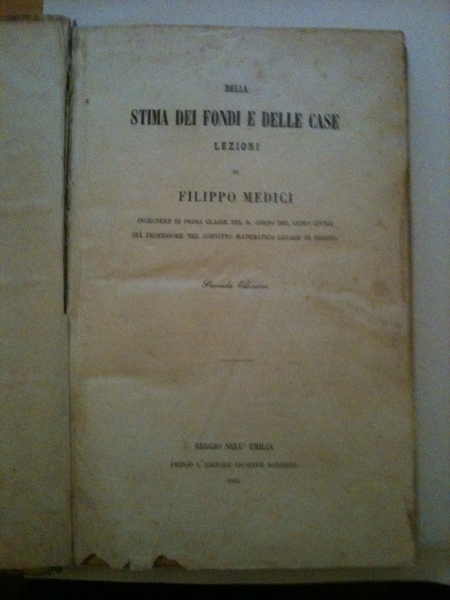 DELLA
STIMA DEI FONDI E DELLE CASE
LEZIONI
DI
FILIPPO MEDICI
INGEGNERE DI PRIMA CLASSE NEL R. CORPO DEL GENIO CIVILE,
GIÀ PROFESSORE NEL CONVITTO MATEMATICO LEGALE DI REGGIO.
Seconda Edizione
REGGIO NELL' EMILIA
PRESSO L' EDITORE GIUSEPPE